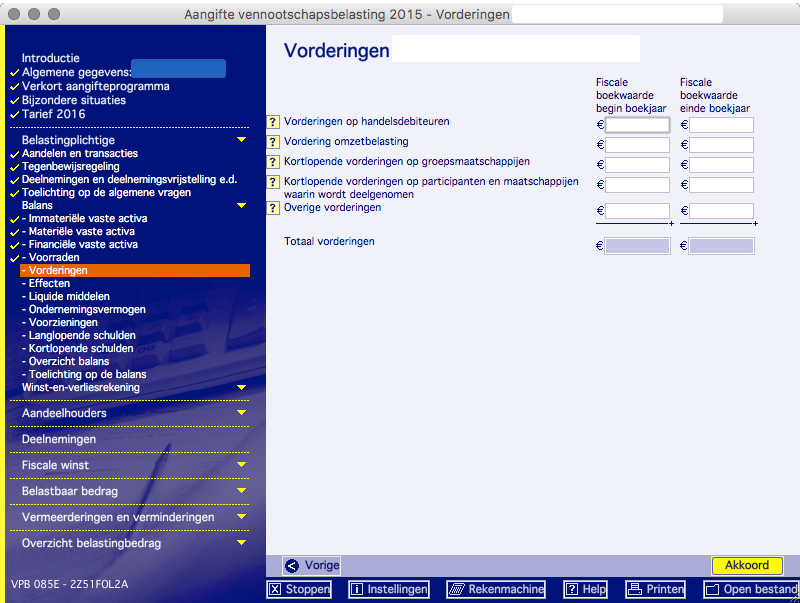 Aangifte vennootschapsbelasting 2015 - Vorderingen
Introductie
Algemene gegevens:
Verkort aangifteprogramma
Bijzondere situaties
Tarief 2016
Belastingplichtige
Aandelen en transacties
Tegenbewijsregeling
Deelnemingen en deelnemingsvrijstelling e.d.
Toelichting op de algemene vragen
Balans
- Immateriële vaste activa
- Materiële vaste activa
- Financiële vaste activa
- Voorraden
- Vorderingen
- Effecten
- Liquide middelen
- Ondernemingsvermogen
- Voorzieningen
- Langlopende schulden
- Kortlopende schulden
- Overzicht balans
- Toelichting op de balans
Winst-en-verliesrekening
Aandeelhouders
Deelnemingen
Fiscale winst
Belastbaar bedrag
Vermeerderingen en verminderingen
Overzicht belastingbedrag
VPB 085E - 2Z51FOL2A
Vorderingen
Fiscale boekwaarde begin boekjaar
Fiscale boekwaarde einde boekjaar
? Vorderingen op handelsdebiteuren € €
? Vordering omzetbelasting € €
? Kortlopende vorderingen op groepsmaatschappijen € €
? Kortlopende vorderingen op participanten en maatschappijen € €
waarin wordt deelgenomen
? Overige vorderingen € €
+ +
Totaal vorderingen € €
Vorige
Akkoord
Stoppen
Instellingen
Rekenmachine
? Help
Printen
Open bestand